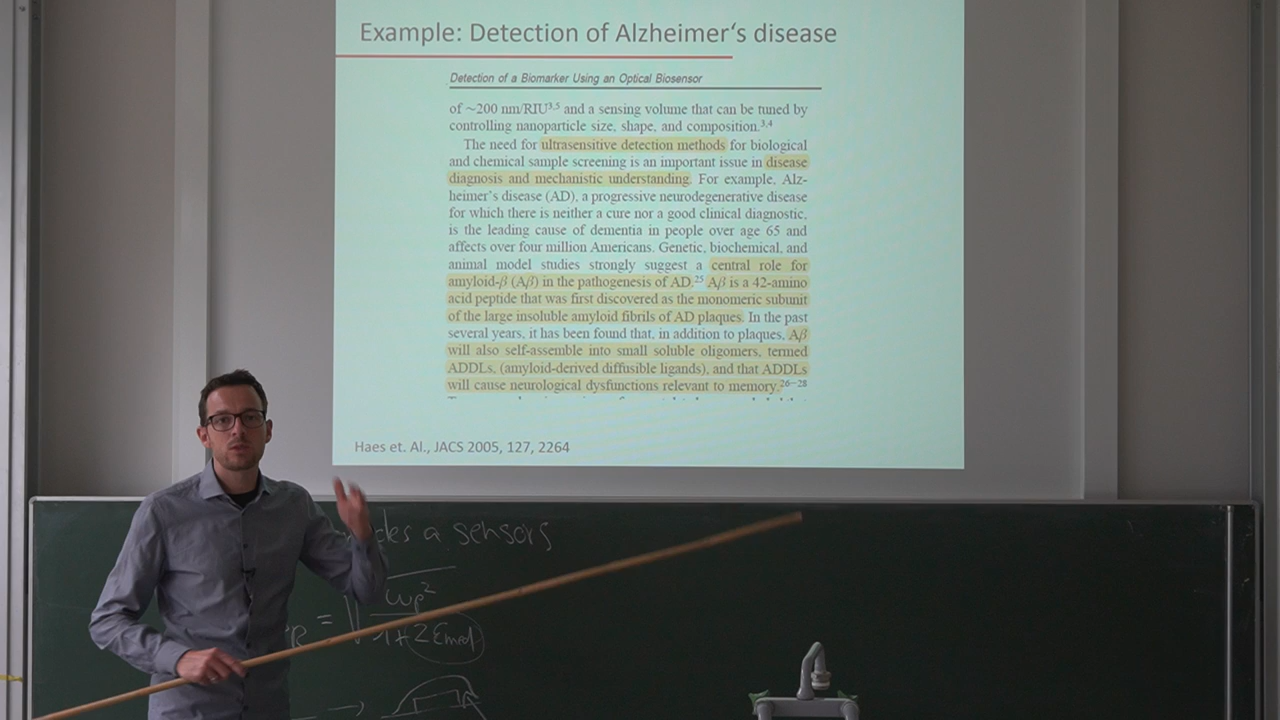 Example: Detection of Alzheimer‘s disease
Detection of a Biomarker Using an Optical Biosensor
of ~200 nm/RIU3,5 and a sensing volume that can be tuned by
controlling nanoparticle size, shape, and composition.3,4
The need for ultrasensitive detection methods for biological
and chemical sample screening is an important issue in disease
diagnosis and mechanistic understanding. For example, Alz-
heimer's disease (AD), a progressive neurodegenerative disease
for which there is neither a cure nor a good clinical diagnostic,
is the leading cause of dementia in people over age 65 and
affects over four million Americans. Genetic, biochemical, and
animal model studies strongly suggest a central role for
amyloid-β (Aβ) in the pathogenesis of AD.25 Aβ is a 42-amino
acid peptide that was first discovered as the monomeric subunit
of the large insoluble amyloid fibrils of AD plaques. In the past
several years, it has been found that, in addition to plaques, Aβ
will also self-assemble into small soluble oligomers, termed
ADDLs, (amyloid-derived diffusible ligands), and that ADDLs
will cause neurological dysfunctions relevant to memory.26−28
Haes et. Al., JACS 2005, 127, 2264
a sensors
= √ ωp²
1+2εmed